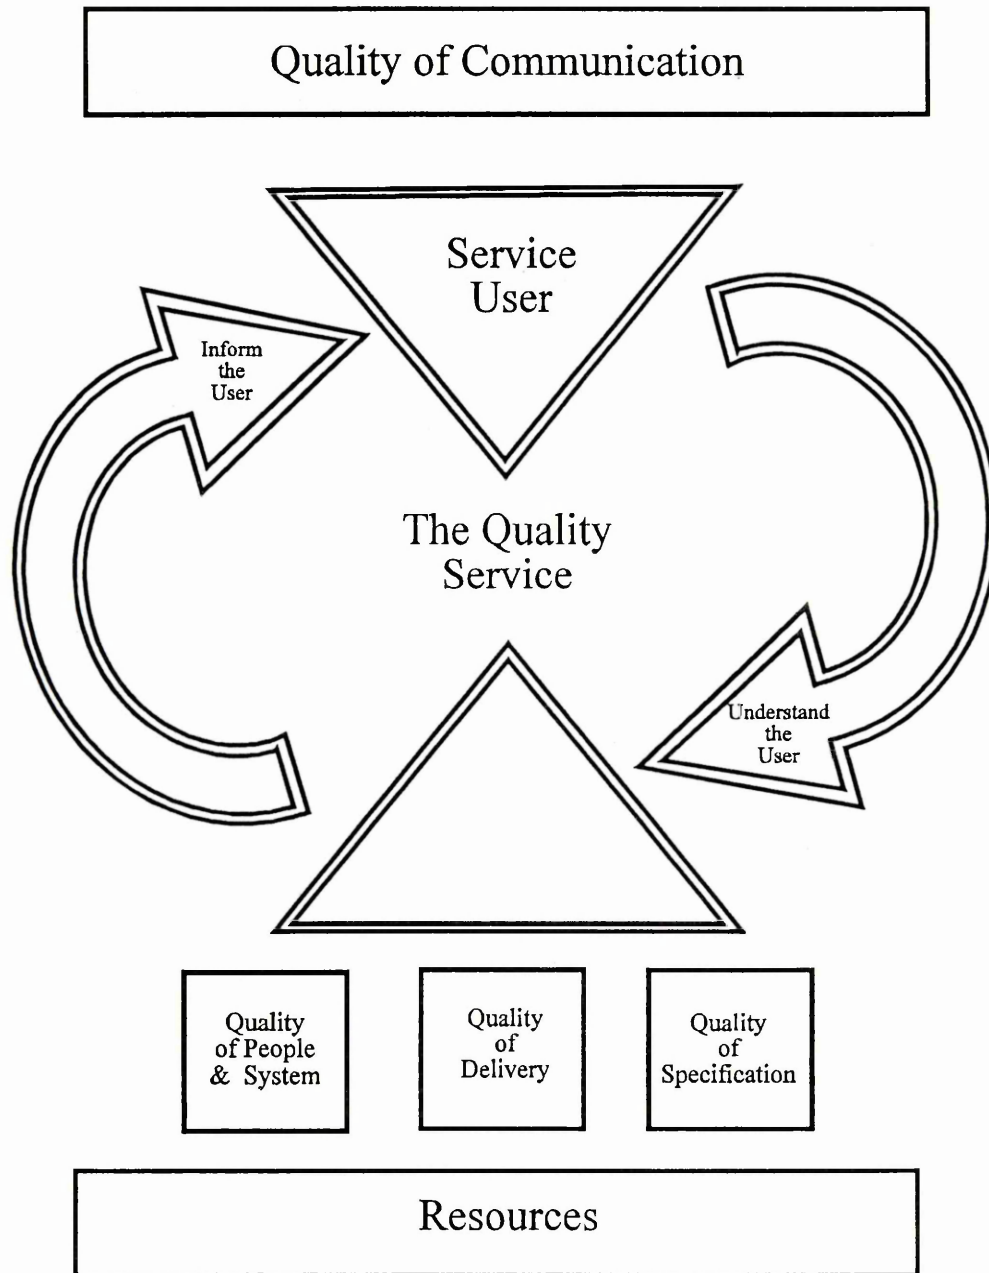 Quality of Communication
Service
User
Inform
the
User
The Quality
Service
Understand
the
User
Quality
of People
& System
Quality
of
Delivery
Quality
of
Specification
Resources